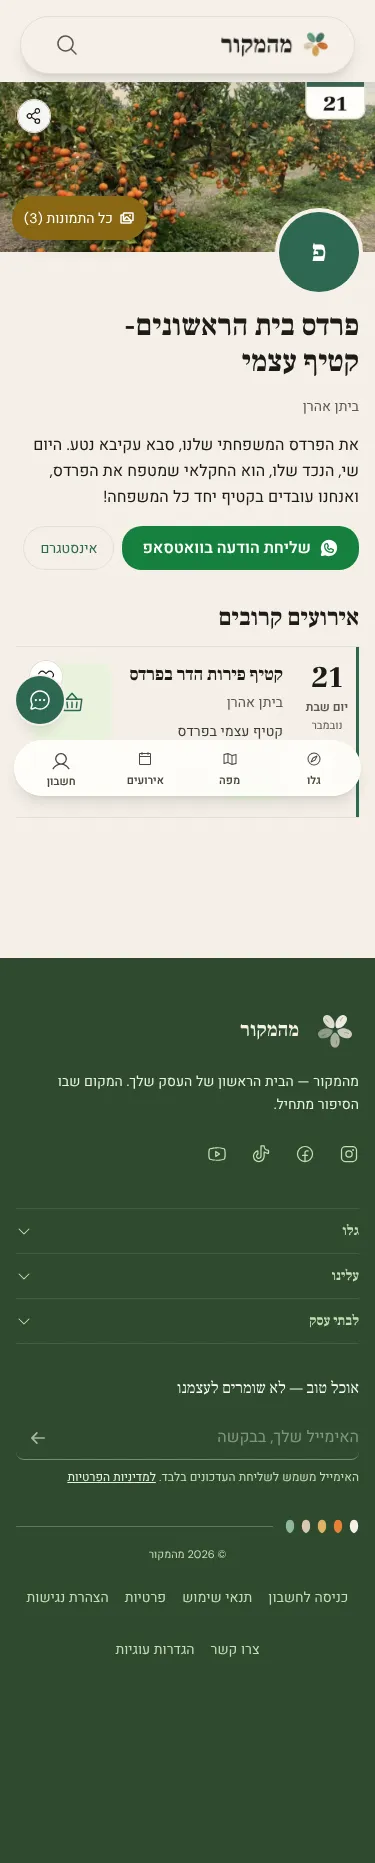 מהמקור
21
כל התמונות (3)
פ
פרדס בית הראשונים-
קטיף עצמי
ביתן אהרן
את הפרדס המשפחתי שלנו, סבא עקיבא נטע. היום
שי, הנכד שלו, הוא החקלאי שמטפח את הפרדס,
ואנחנו עובדים בקטיף יחד כל המשפחה!
שליחת הודעה בוואטסאפ
אינסטגרם
אירועים קרובים
21
יום שבת
נובמבר
קטיף פירות הדר בפרדס
ביתן אהרן
קטיף עצמי בפרדס
גלו
מפה
אירועים
חשבון
מהמקור
מהמקור — הבית הראשון של העסק שלך. המקום שבו
הסיפור מתחיל.
גלו
עלינו
לבתי עסק
אוכל טוב — לא שומרים לעצמנו
האימייל שלך, בבקשה
האימייל משמש לשליחת העדכונים בלבד. למדיניות הפרטיות
© 2026 מהמקור
כניסה לחשבון
תנאי שימוש
פרטיות
הצהרת נגישות
צרו קשר
הגדרות עוגיות